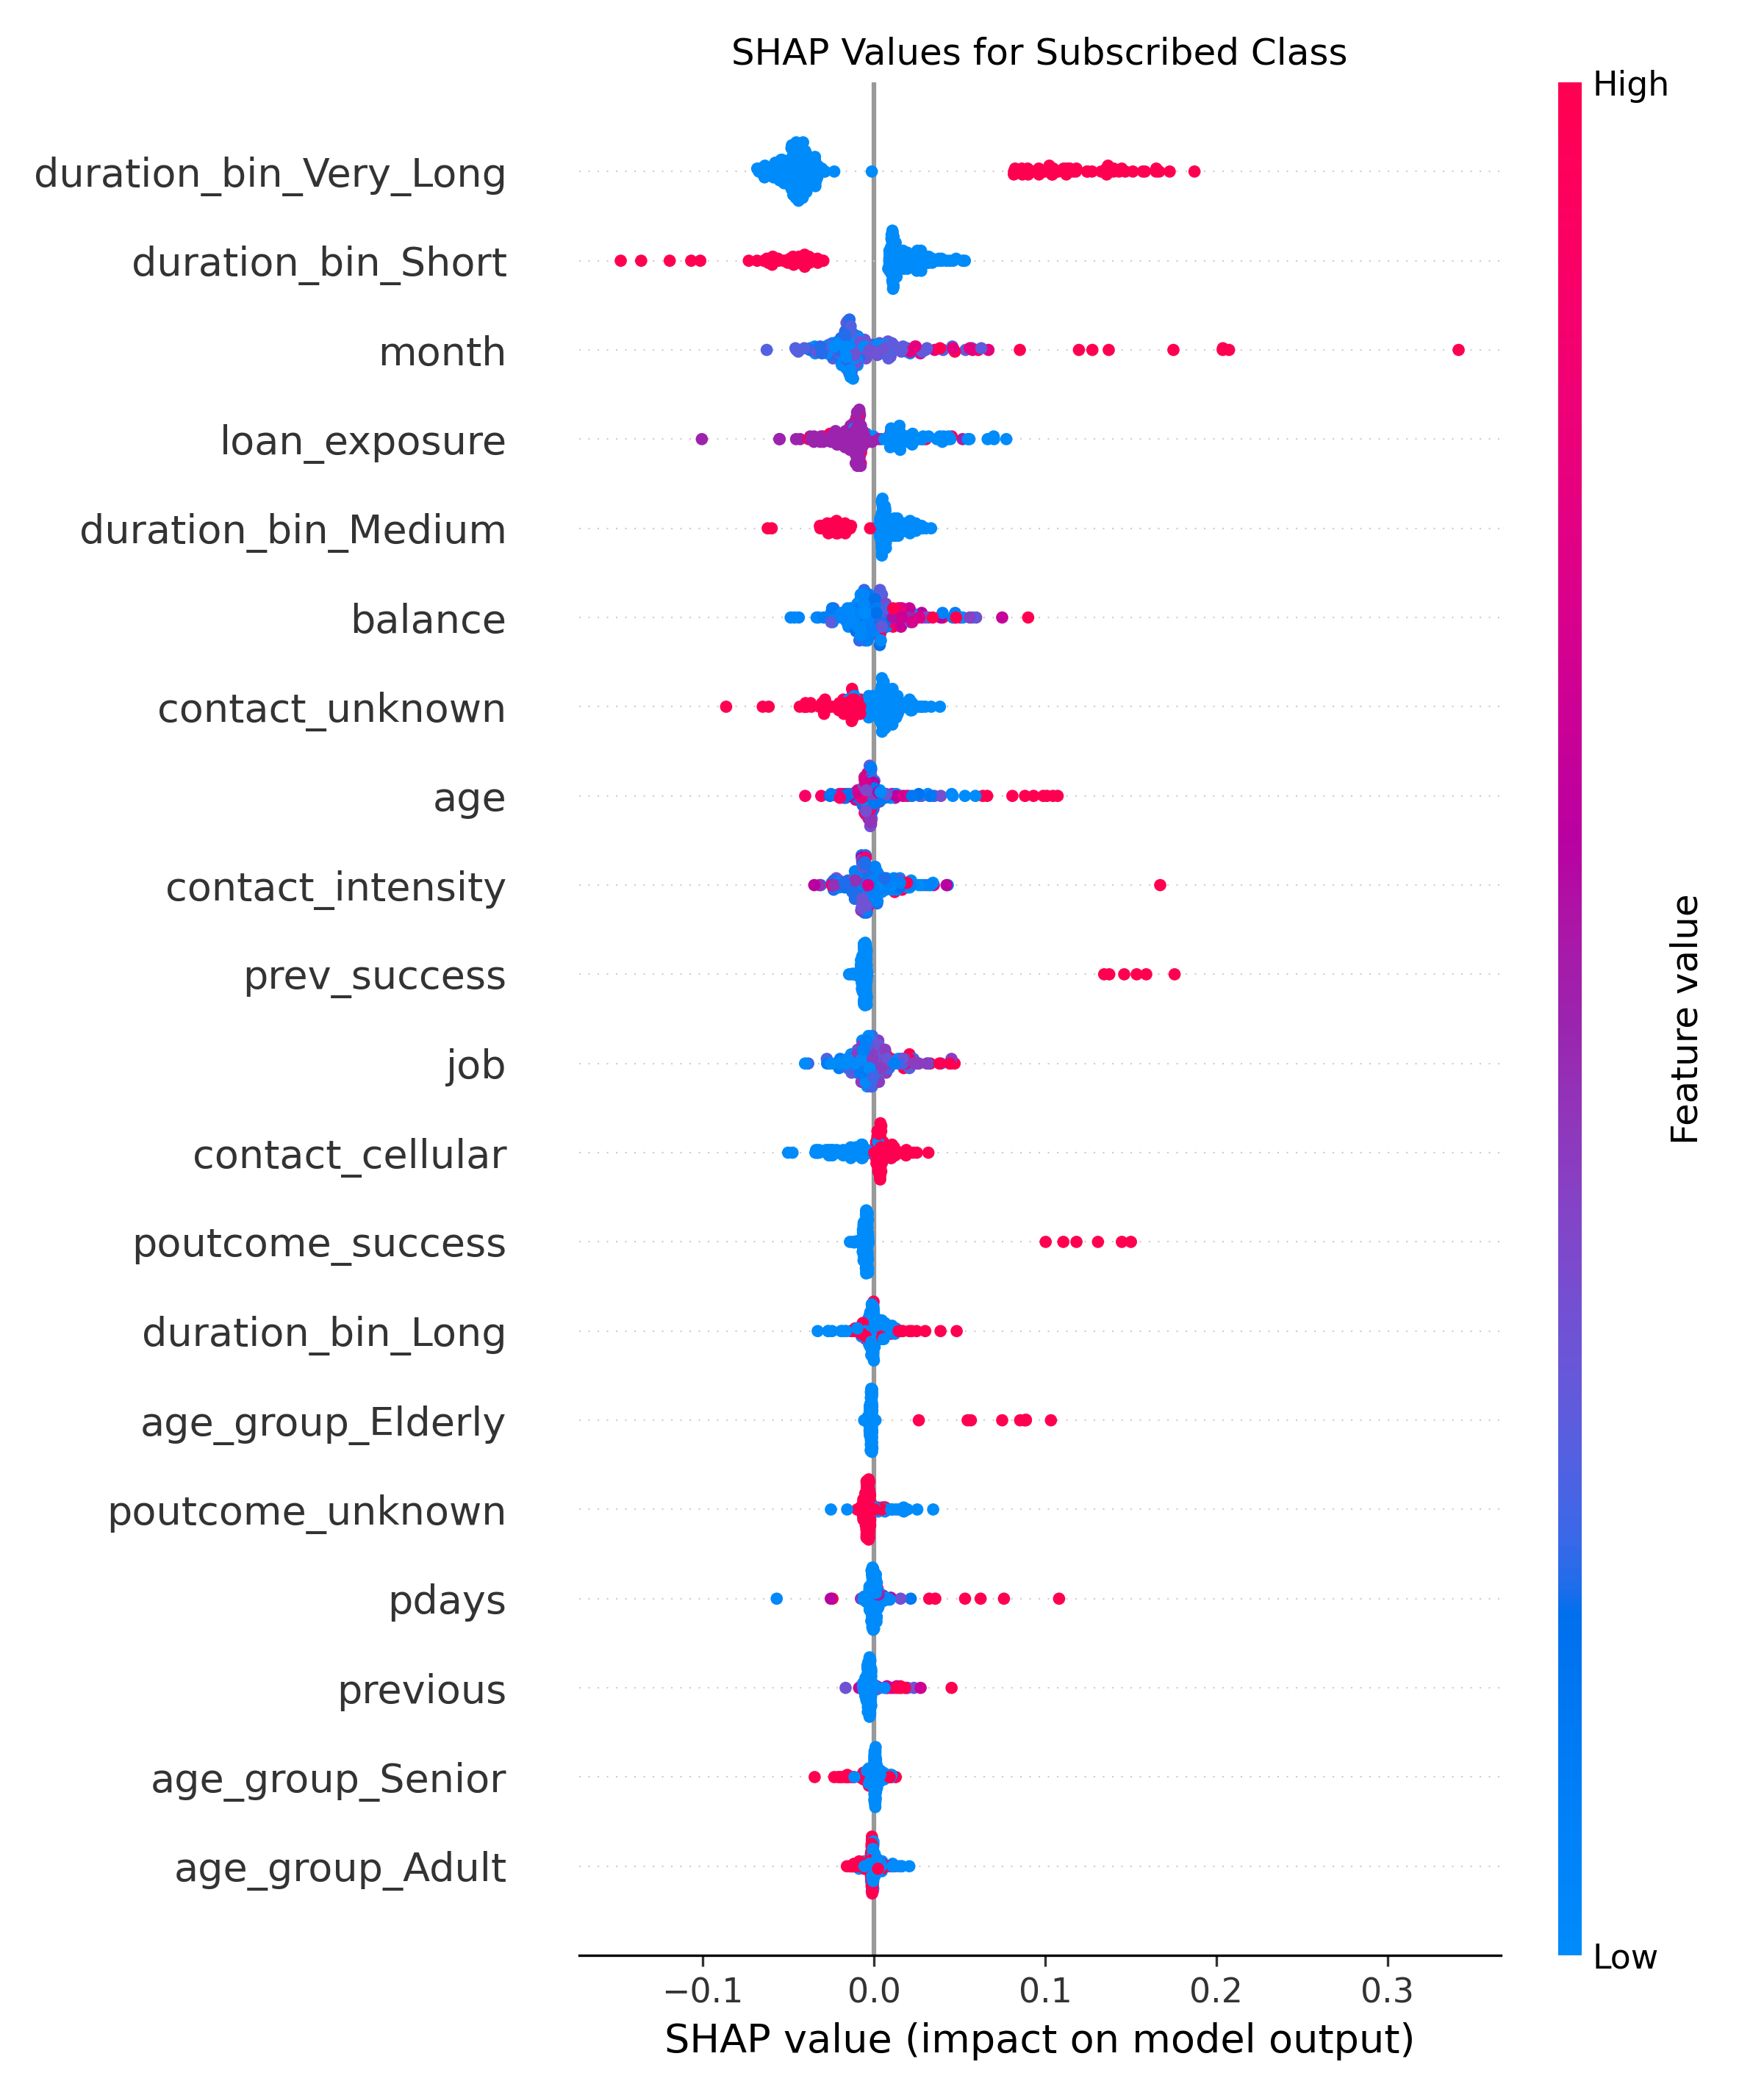 SHAP Values for Subscribed Class
High
duration_bin_Very_Long
duration_bin_Short
month
loan_exposure
duration_bin_Medium
balance
contact_unknown
age
contact_intensity
prev_success
job
contact_cellular
poutcome_success
duration_bin_Long
age_group_Elderly
poutcome_unknown
pdays
previous
age_group_Senior
age_group_Adult
Feature value
Low
−0.1 0.0 0.1 0.2 0.3
SHAP value (impact on model output)